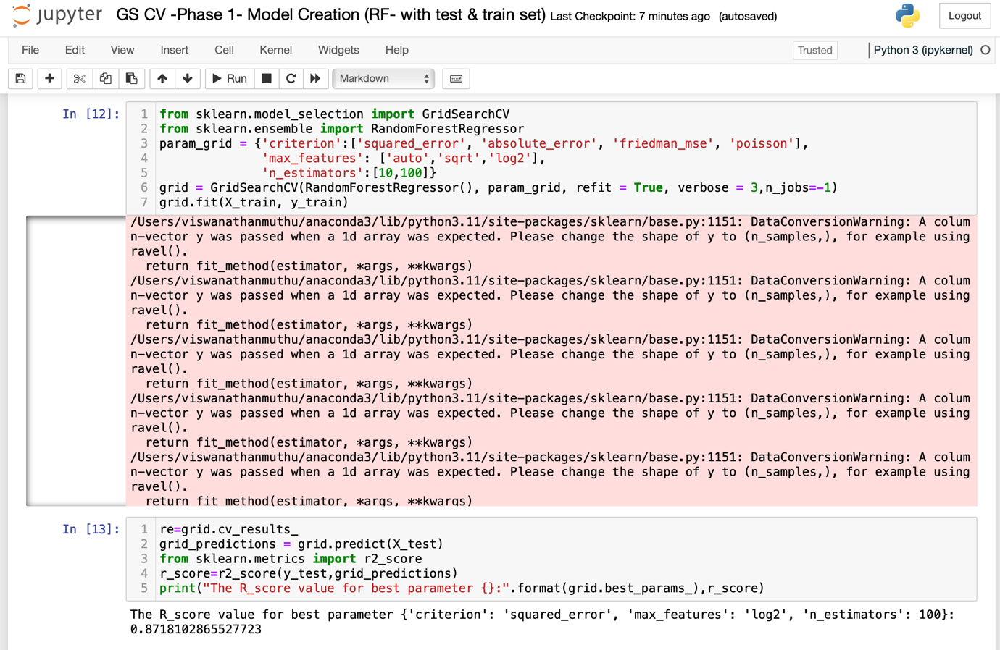 jupyter GS CV -Phase 1- Model Creation (RF- with test & train set) Last Checkpoint: 7 minutes ago (autosaved) Logout
File Edit View Insert Cell Kernel Widgets Help Trusted Python 3 (ipykernel)
Run Markdown
In [12]:
1 from sklearn.model_selection import GridSearchCV
2 from sklearn.ensemble import RandomForestRegressor
3 param_grid = {'criterion':['squared_error', 'absolute_error', 'friedman_mse', 'poisson'],
4 'max_features': ['auto','sqrt','log2'],
5 'n_estimators':[10,100]}
6 grid = GridSearchCV(RandomForestRegressor(), param_grid, refit = True, verbose = 3,n_jobs=-1)
7 grid.fit(X_train, y_train)
/Users/viswanathanmuthu/anaconda3/lib/python3.11/site-packages/sklearn/base.py:1151: DataConversionWarning: A colum
n-vector y was passed when a 1d array was expected. Please change the shape of y to (n_samples,), for example using
ravel().
return fit_method(estimator, *args, **kwargs)
/Users/viswanathanmuthu/anaconda3/lib/python3.11/site-packages/sklearn/base.py:1151: DataConversionWarning: A colum
n-vector y was passed when a 1d array was expected. Please change the shape of y to (n_samples,), for example using
ravel().
return fit_method(estimator, *args, **kwargs)
/Users/viswanathanmuthu/anaconda3/lib/python3.11/site-packages/sklearn/base.py:1151: DataConversionWarning: A colum
n-vector y was passed when a 1d array was expected. Please change the shape of y to (n_samples,), for example using
ravel().
return fit_method(estimator, *args, **kwargs)
/Users/viswanathanmuthu/anaconda3/lib/python3.11/site-packages/sklearn/base.py:1151: DataConversionWarning: A colum
n-vector y was passed when a 1d array was expected. Please change the shape of y to (n_samples,), for example using
ravel().
return fit_method(estimator, *args, **kwargs)
/Users/viswanathanmuthu/anaconda3/lib/python3.11/site-packages/sklearn/base.py:1151: DataConversionWarning: A colum
n-vector y was passed when a 1d array was expected. Please change the shape of y to (n_samples,), for example using
ravel().
return fit_method(estimator, *args, **kwargs)
In [13]:
1 re=grid.cv_results_
2 grid_predictions = grid.predict(X_test)
3 from sklearn.metrics import r2_score
4 r_score=r2_score(y_test,grid_predictions)
5 print("The R_score value for best parameter {}:".format(grid.best_params_),r_score)
The R_score value for best parameter {'criterion': 'squared_error', 'max_features': 'log2', 'n_estimators': 100}:
0.8718102865527723